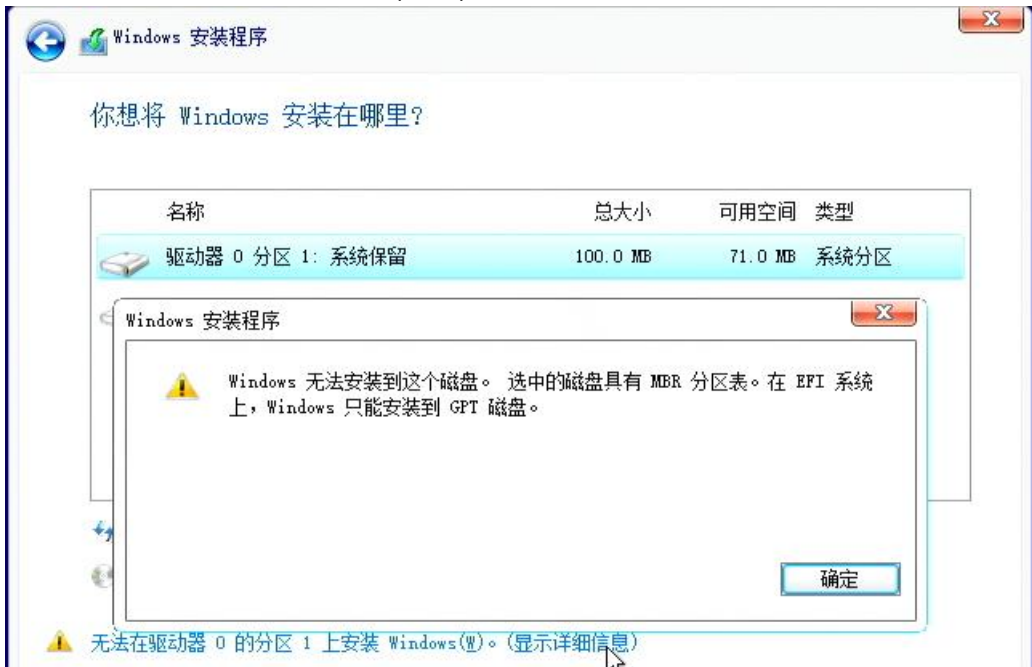 Windows 安装程序
你想将 Windows 安装在哪里?
名称 总大小 可用空间 类型
驱动器 0 分区 1: 系统保留 100.0 MB 71.0 MB 系统分区
Windows 安装程序
Windows 无法安装到这个磁盘。 选中的磁盘具有 MBR 分区表。在 EFI 系统
上,Windows 只能安装到 GPT 磁盘。
确定
无法在驱动器 0 的分区 1 上安装 Windows(W)。(显示详细信息)